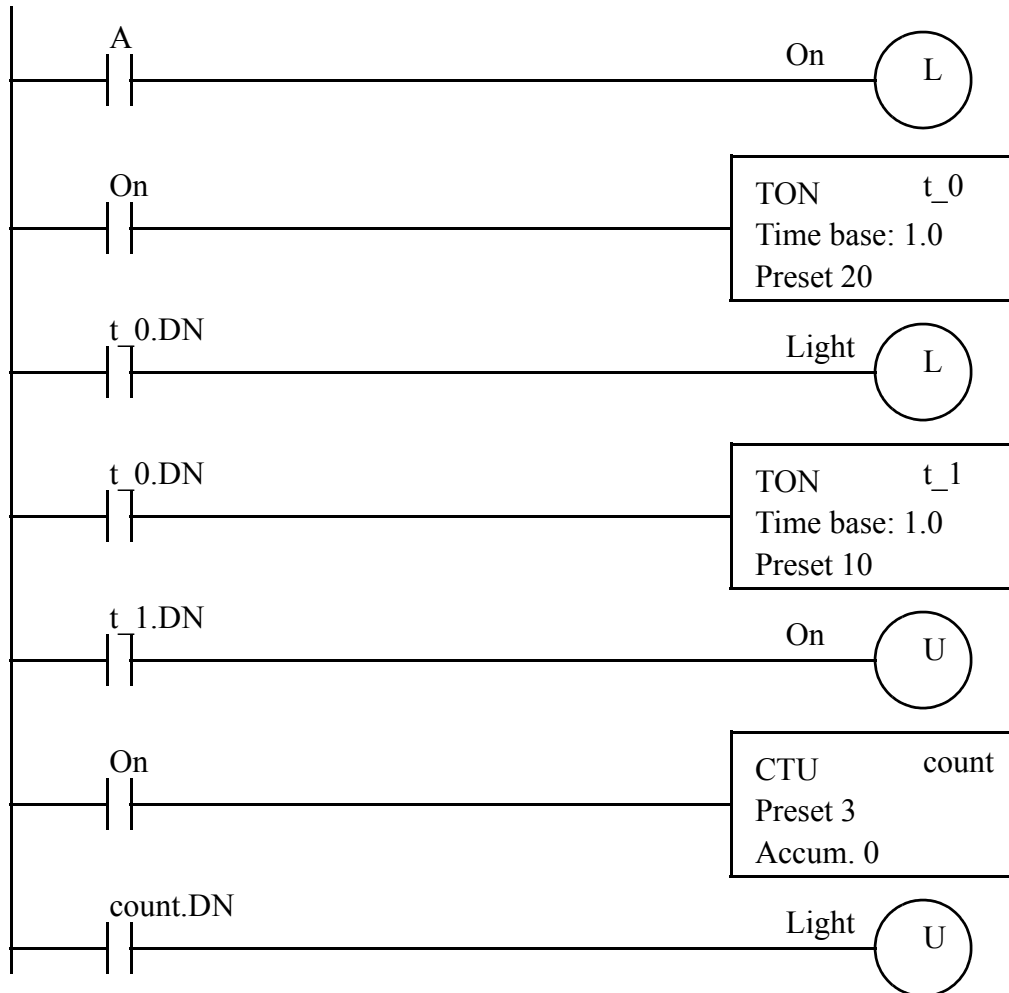 A
On L
On
TON t_0
Time base: 1.0
Preset 20
t_0.DN
Light L
t_0.DN
TON t_1
Time base: 1.0
Preset 10
t_1.DN
On U
On
CTU count
Preset 3
Accum. 0
count.DN
Light U